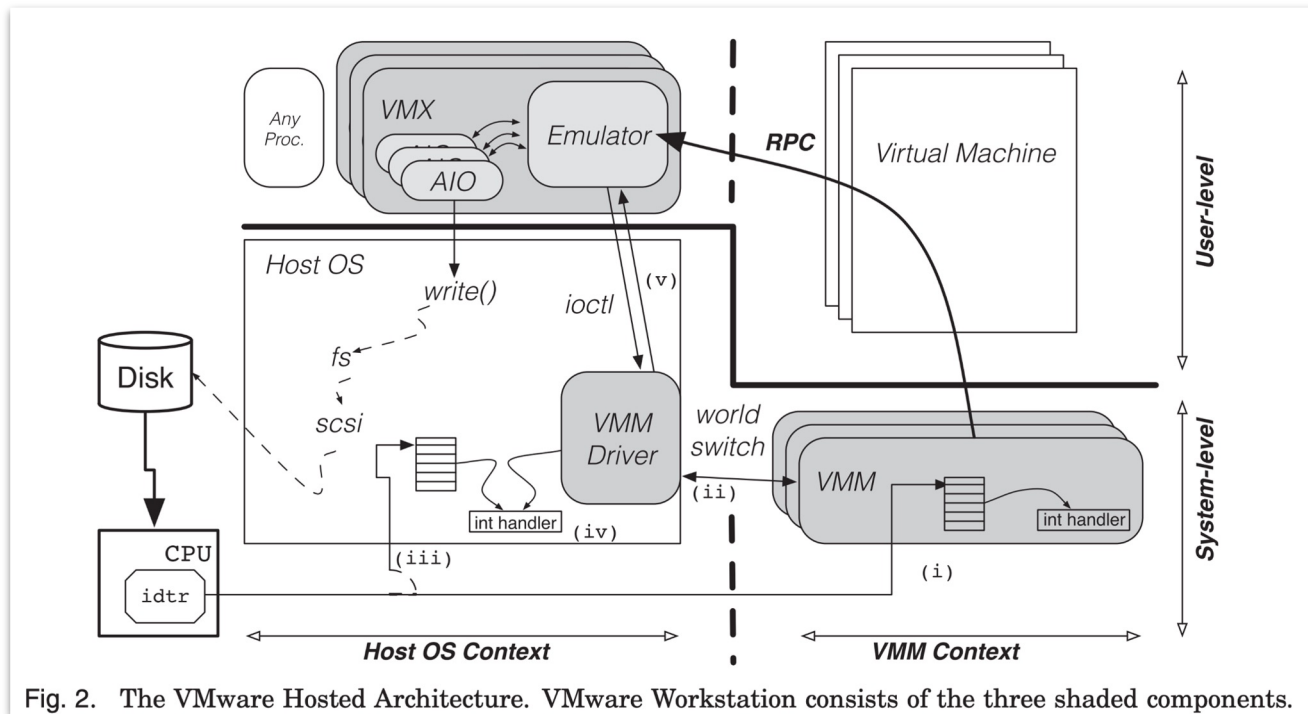 Any
Proc.
VMX
AIO
Emulator
RPC
Virtual Machine
User-level
Host OS
write()
(v)
ioctl
fs
scsi
Disk
VMM
Driver
world
switch
(ii)
VMM
int handler
(iv)
int handler
System-level
CPU
idtr
(iii)
(i)
Host OS Context
VMM Context
Fig. 2. The VMware Hosted Architecture. VMware Workstation consists of the three shaded components.